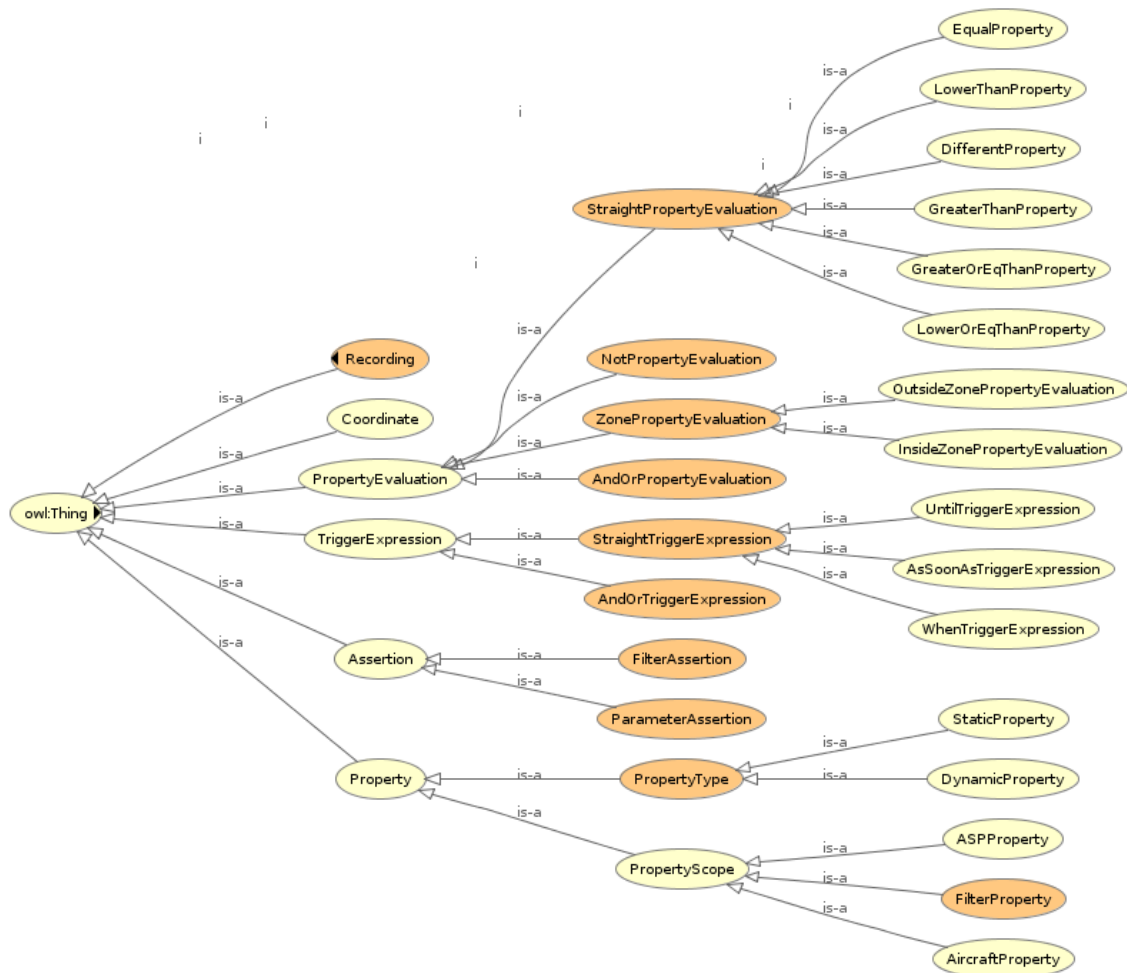 EqualProperty
is-a
LowerThanProperty
i
i
i
is-a
i
DifferentProperty
i
is-a
StraightPropertyEvaluation
is-a
GreaterThanProperty
is-a
GreaterOrEqThanProperty
i
is-a
LowerOrEqThanProperty
is-a
Recording
NotPropertyEvaluation
is-a
OutsideZonePropertyEvaluation
is-a
is-a
Coordinate
is-a
ZonePropertyEvaluation
is-a
InsideZonePropertyEvaluation
is-a
is-a
PropertyEvaluation
is-a
AndOrPropertyEvaluation
is-a
UntilTriggerExpression
owl:Thing
is-a
is-a
TriggerExpression
is-a
StraightTriggerExpression
is-a
AsSoonAsTriggerExpression
is-a
is-a
AndOrTriggerExpression
is-a
WhenTriggerExpression
is-a
Assertion
is-a
FilterAssertion
is-a
ParameterAssertion
StaticProperty
is-a
Property
is-a
PropertyType
is-a
DynamicProperty
is-a
ASPProperty
is-a
PropertyScope
is-a
FilterProperty
is-a
AircraftProperty